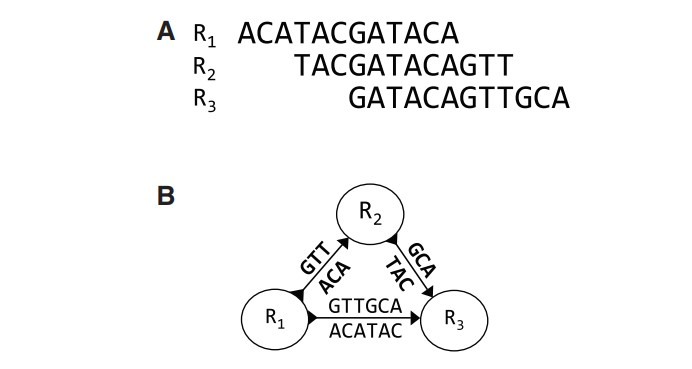 A R₁ ACATACGATACA
R₂ TACGATACAGTT
R₃ GATACAGTTGCA
B
R₂
GTT
ACA
GCA
TAC
R₁
GTTGCA
ACATAC
R₃